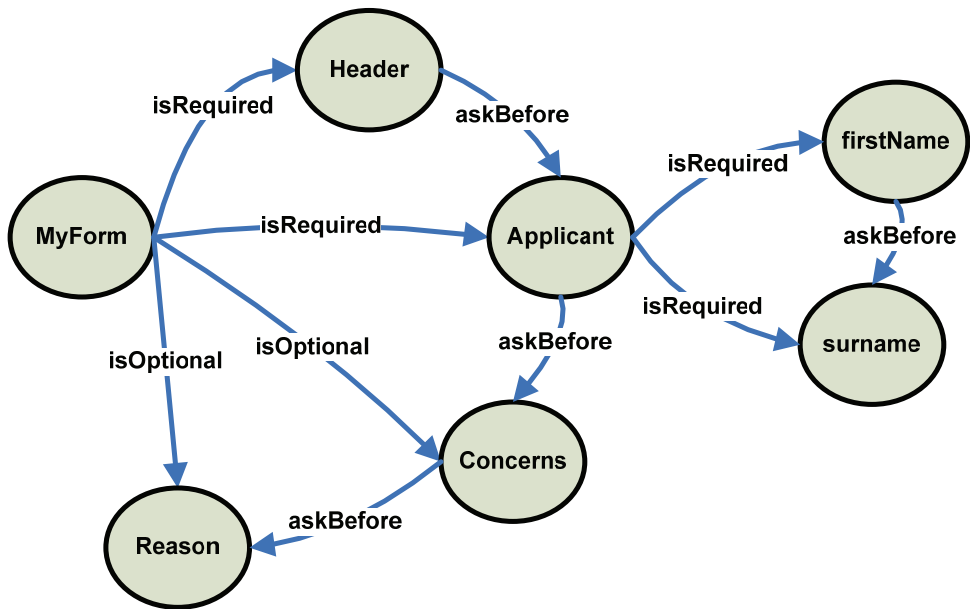 Header
isRequired
askBefore
firstName
isRequired
MyForm
isRequired
Applicant
askBefore
isRequired
surname
isOptional
isOptional
askBefore
Concerns
askBefore
Reason